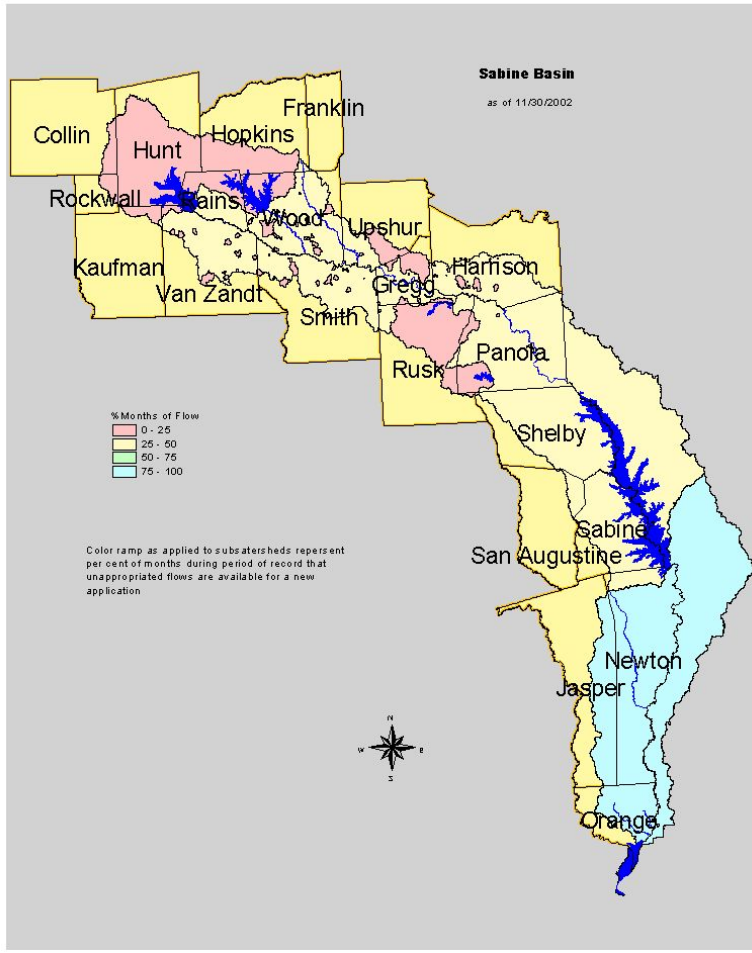 Sabine Basin
as of 11/30/2002
Franklin
Collin
Hunt
Hopkins
Rockwall
Rains
Wood
Upshur
Kaufman
Harrison
Van Zandt
Gregg
Smith
Panola
Rusk
%Months of Flow
0 - 25
25 - 50
50 - 75
75 - 100
Shelby
Sabine
San Augustine
Color ramp as applied to subsatersheds repersent
per cent of months during period of record that
unappropriated flows are available for a new
application
Newton
Jasper
N
W
E
S
Orange